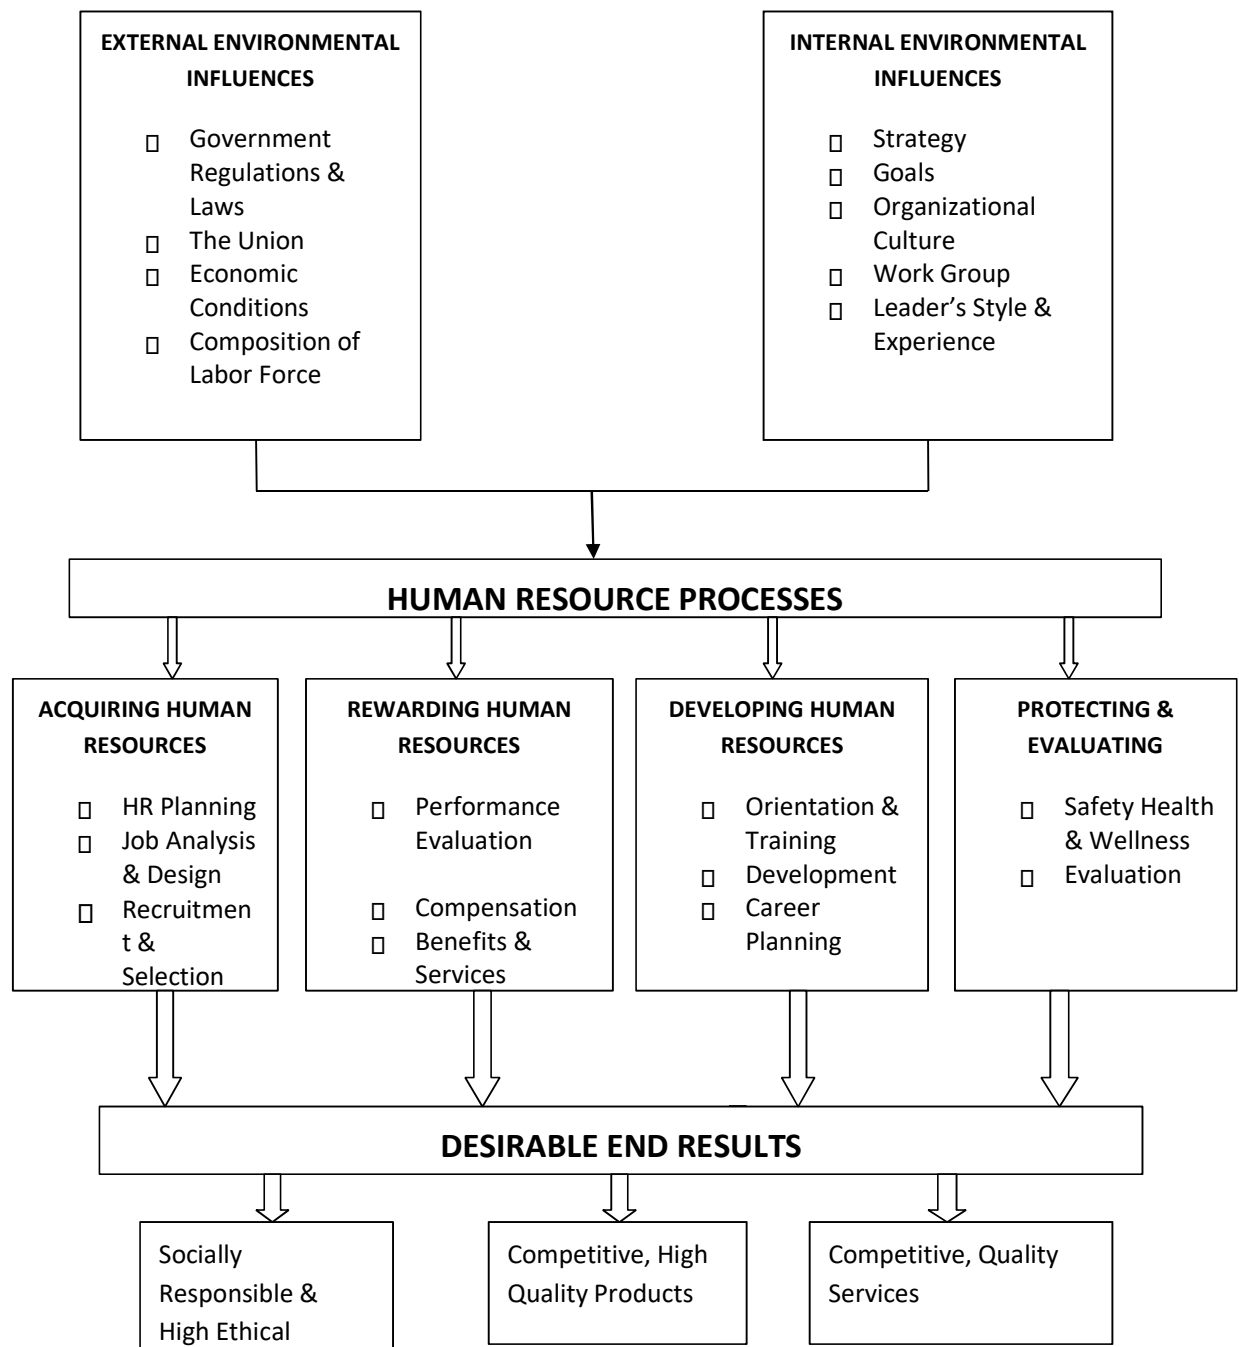 EXTERNAL ENVIRONMENTAL
INFLUENCES
Government
Regulations &
Laws
The Union
Economic
Conditions
Composition of
Labor Force
INTERNAL ENVIRONMENTAL
INFLUENCES
Strategy
Goals
Organizational
Culture
Work Group
Leader’s Style &
Experience
HUMAN RESOURCE PROCESSES
ACQUIRING HUMAN
RESOURCES
HR Planning
Job Analysis
& Design
Recruitmen
t &
Selection
REWARDING HUMAN
RESOURCES
Performance
Evaluation
Compensation
Benefits &
Services
DEVELOPING HUMAN
RESOURCES
Orientation &
Training
Development
Career
Planning
PROTECTING &
EVALUATING
Safety Health
& Wellness
Evaluation
DESIRABLE END RESULTS
Socially
Responsible &
High Ethical
Competitive, High
Quality Products
Competitive, Quality
Services